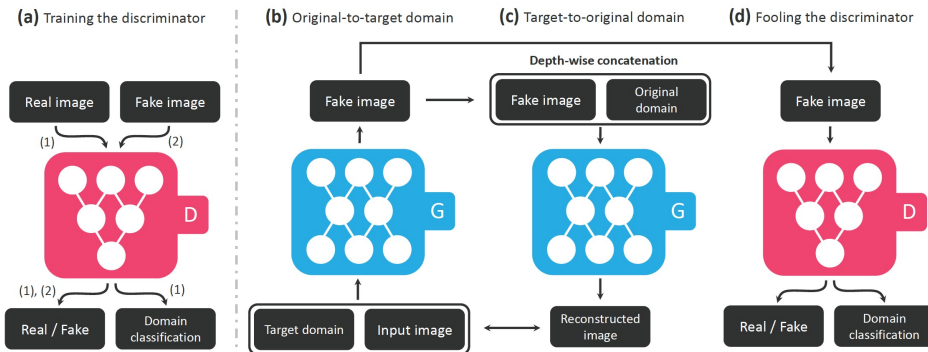 (a) Training the discriminator
(b) Original-to-target domain
(c) Target-to-original domain
(d) Fooling the discriminator
Depth-wise concatenation
Real image
Fake image
Fake image
Fake image
Original
domain
Fake image
(1)
(2)
D
G
G
D
(1), (2)
(1)
Real / Fake
Domain
classification
Target domain
Input image
Reconstructed
image
Real / Fake
Domain
classification